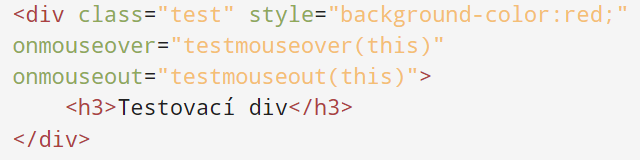 <div class="test" style="background-color:red;"
onmouseover="testmouseover(this)"
onmouseout="testmouseout(this)">
    <h3>Testovací div</h3>
</div>